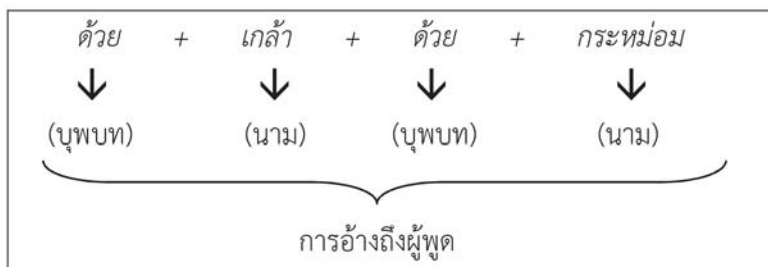 ด้วย + เกล้า + ด้วย + กระหม่อม
(บุพบท) (นาม) (บุพบท) (นาม)
การอ้างถึงผู้พูด